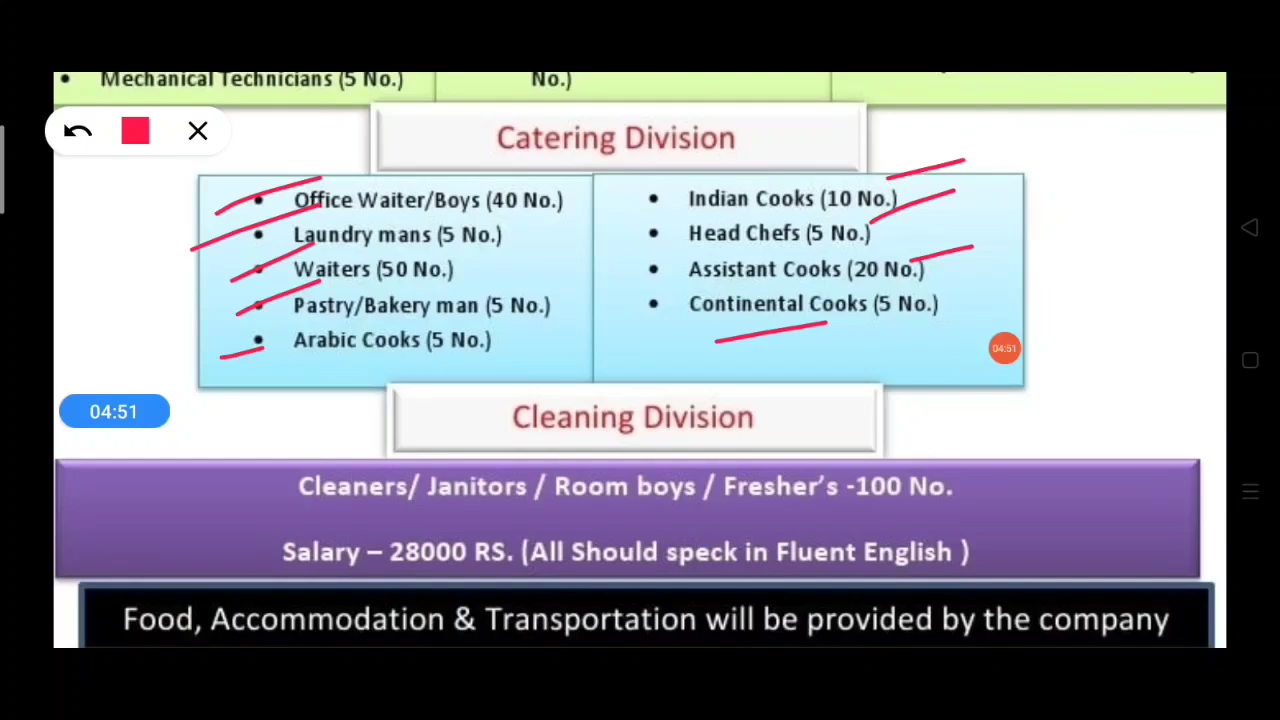 • Mechanical Technicians (5 No.)
No.)
Catering Division
• Office Waiter/Boys (40 No.)
• Laundry mans (5 No.)
• Waiters (50 No.)
• Pastry/Bakery man (5 No.)
• Arabic Cooks (5 No.)
• Indian Cooks (10 No.)
• Head Chefs (5 No.)
• Assistant Cooks (20 No.)
• Continental Cooks (5 No.)
04:51
04:51
Cleaning Division
Cleaners/ Janitors / Room boys / Fresher's -100 No.
Salary – 28000 RS. (All Should speck in Fluent English )
Food, Accommodation & Transportation will be provided by the company